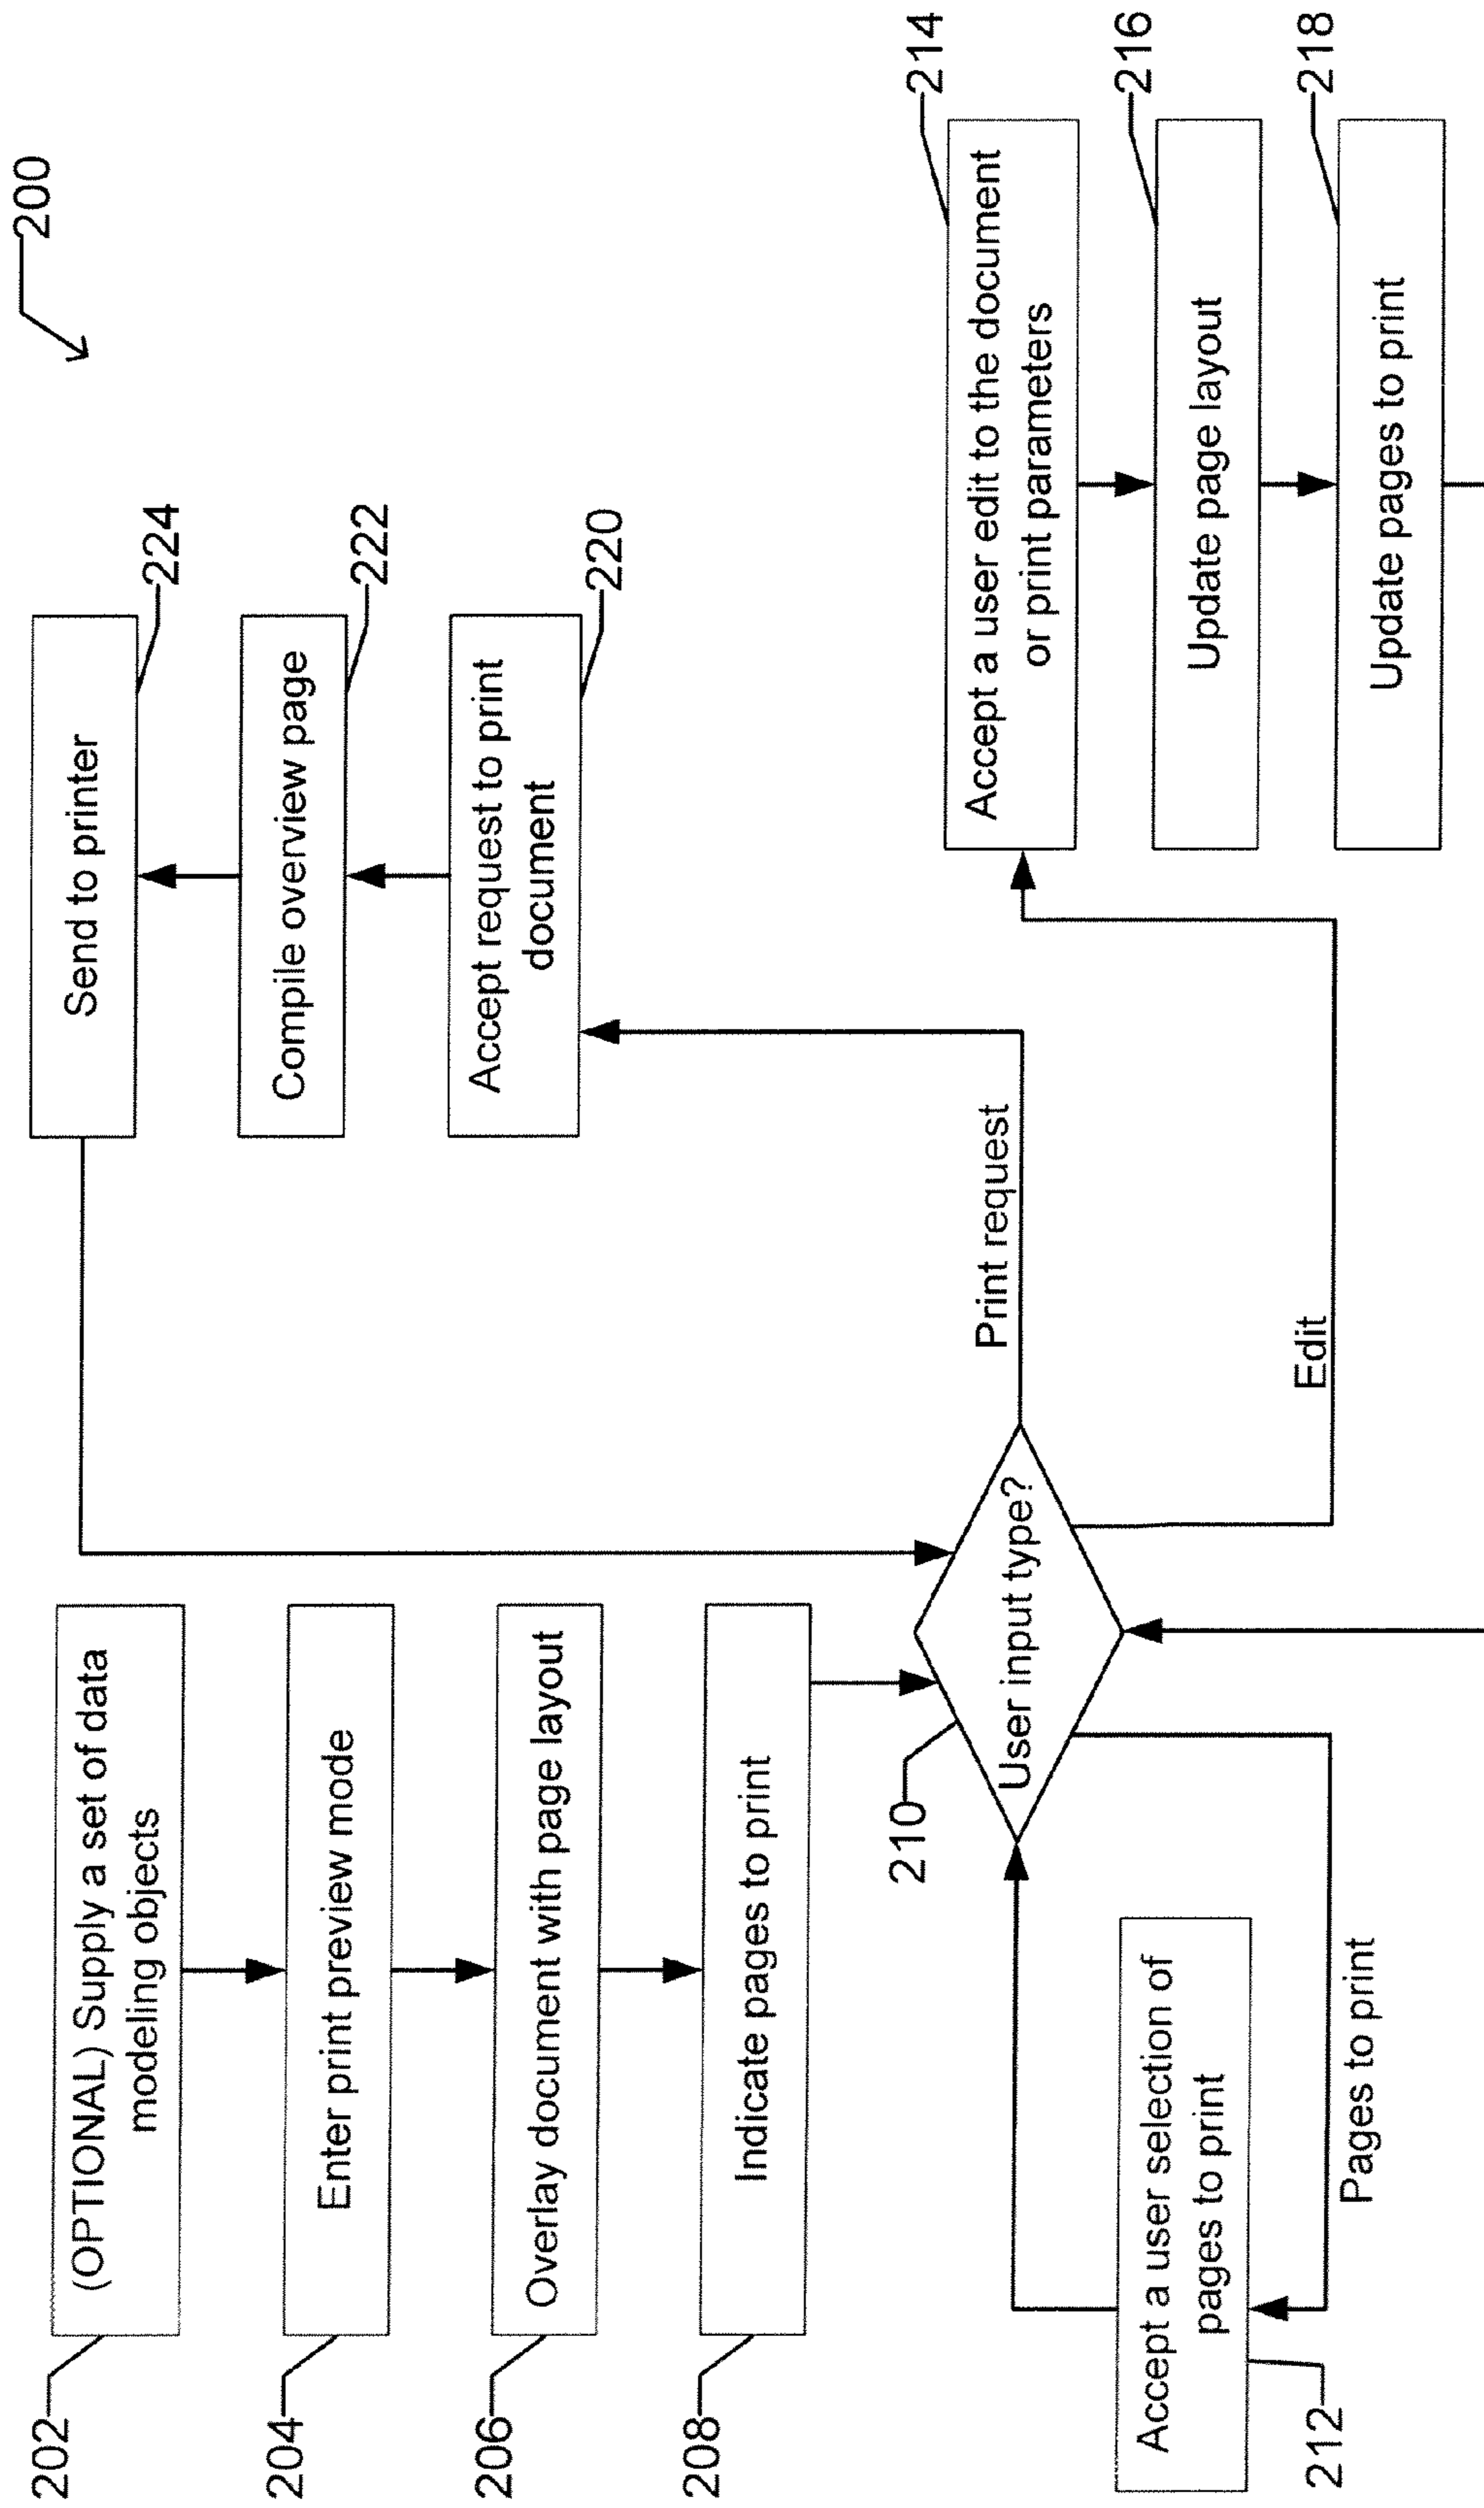 200
202
(OPTIONAL) Supply a set of data
modeling objects
204
Enter print preview mode
206
Overlay document with page layout
208
Indicate pages to print
210
User input type?
Pages to print
212
Accept a user selection of
pages to print
Edit
214
Accept a user edit to the document
or print parameters
216
Update page layout
218
Update pages to print
Print request
220
Accept request to print
document
222
Compile overview page
224
Send to printer